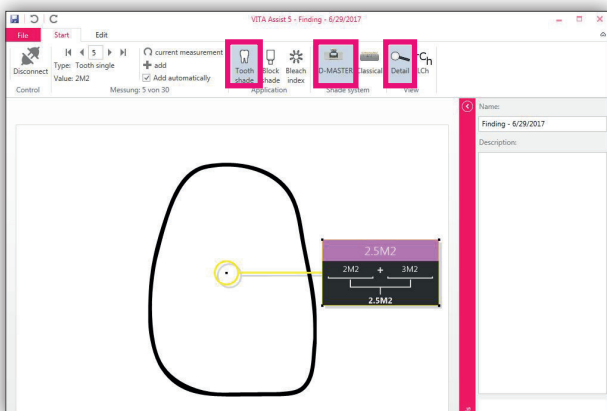 VITA Assist 5 - Finding - 6/29/2017
File Start Edit
5
Type: Tooth single
Value: 2M2
current measurement
add
Add automatically
Disconnect
Tooth shade
Block shade
Bleach index
D-MASTER
Classical
Detail
LCh
Control
Messung: 5 von 30
Application
Shade system
View
Name:
Finding - 6/29/2017
Description:
2.5M2
2M2 + 3M2
2.5M2